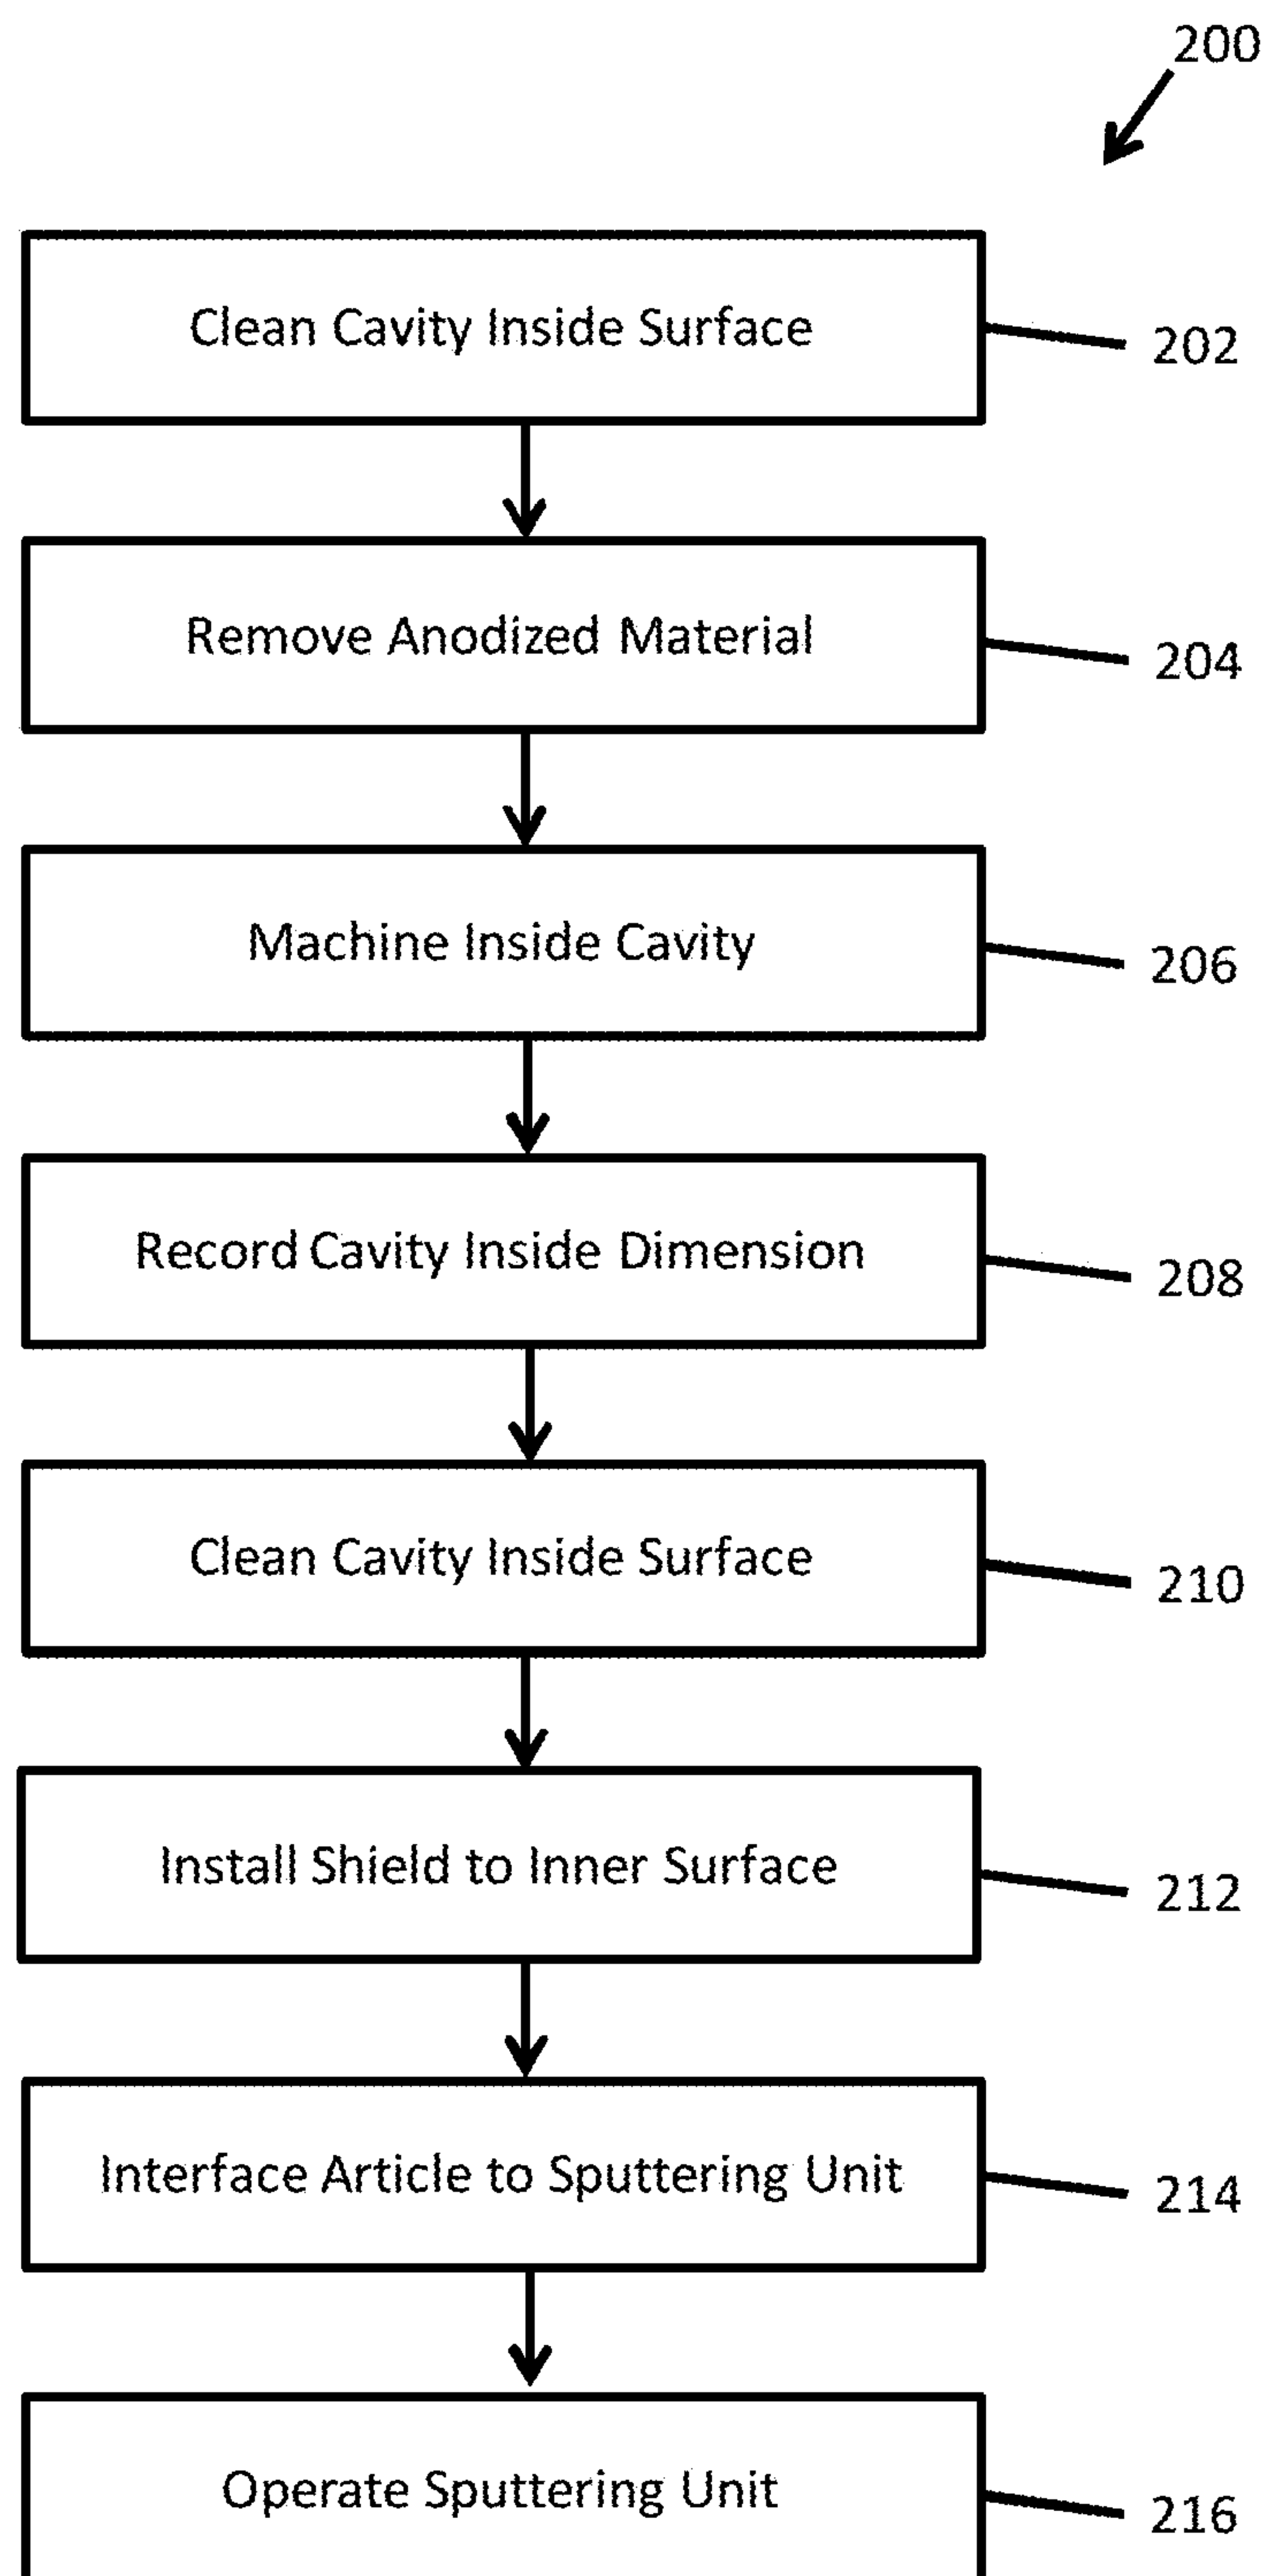 200
Clean Cavity Inside Surface
202
Remove Anodized Material
204
Machine Inside Cavity
206
Record Cavity Inside Dimension
208
Clean Cavity Inside Surface
210
Install Shield to Inner Surface
212
Interface Article to Sputtering Unit
214
Operate Sputtering Unit
216